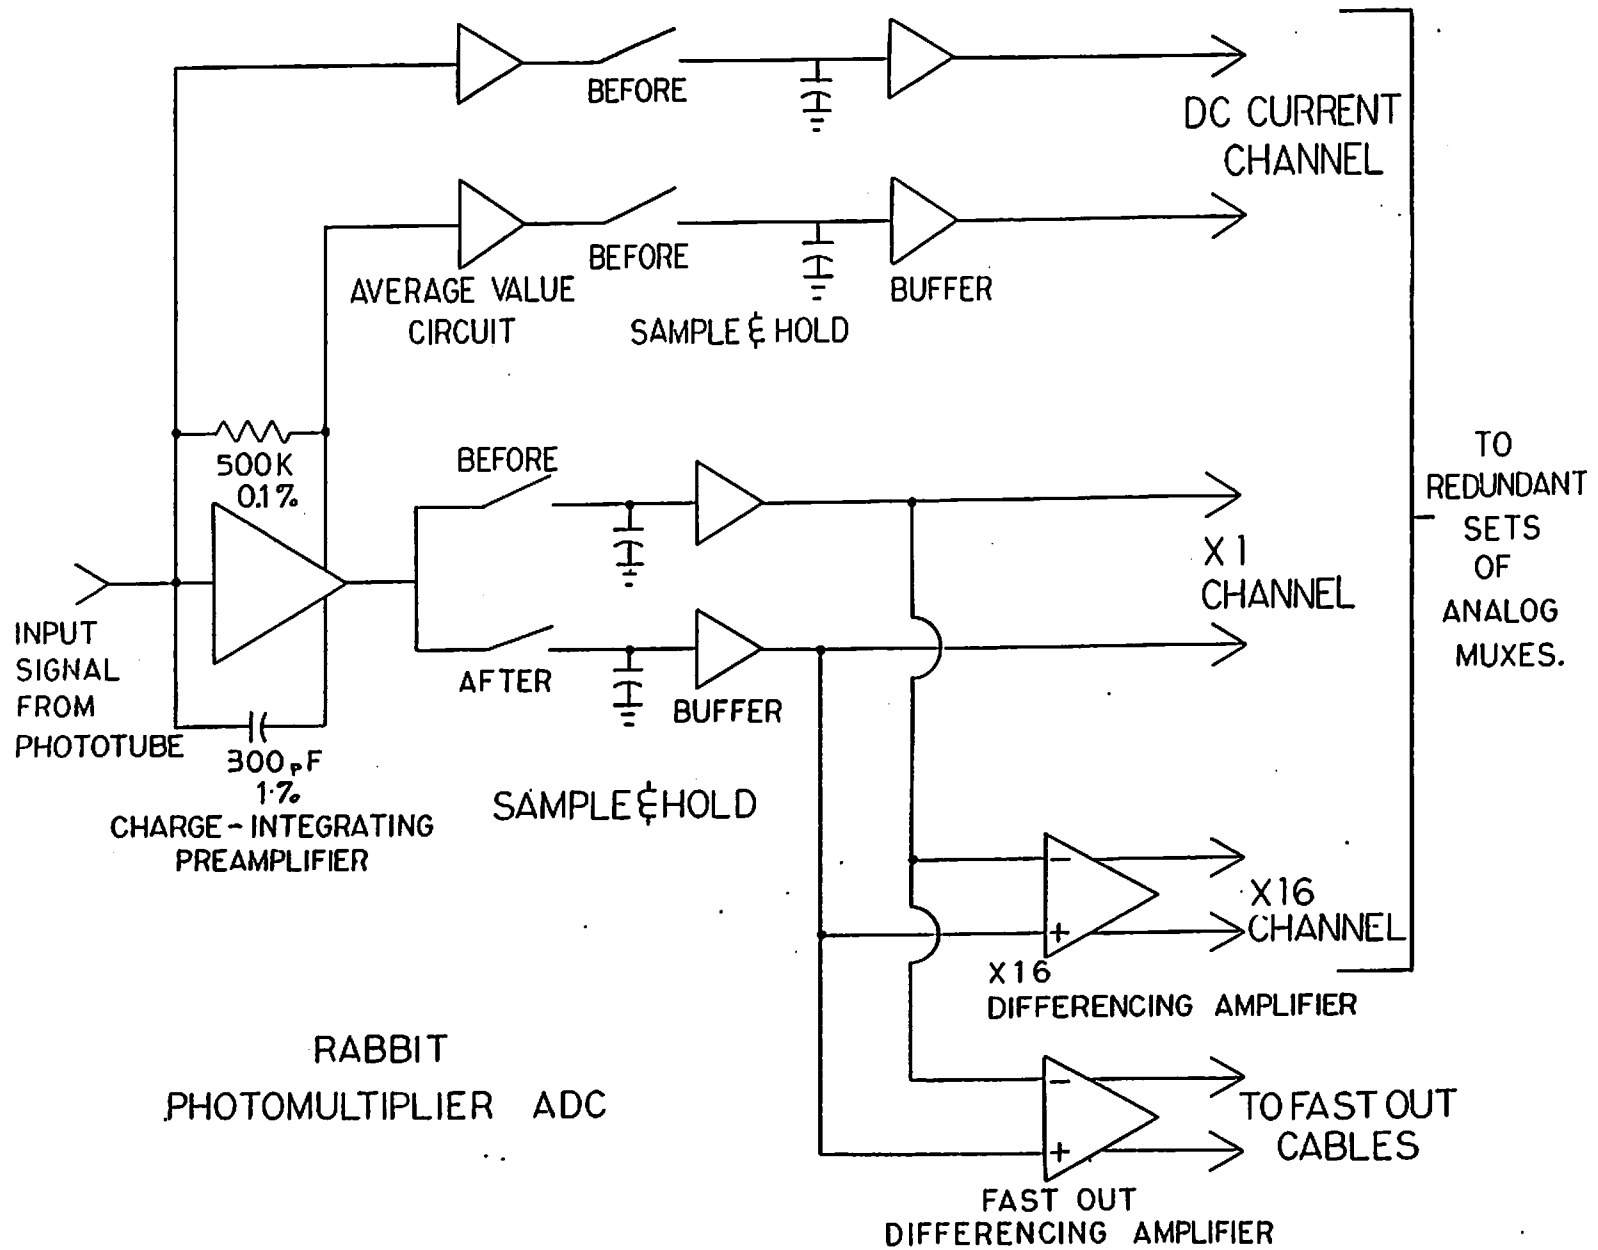 BEFORE
DC CURRENT
CHANNEL
BEFORE
AVERAGE VALUE
CIRCUIT
SAMPLE & HOLD
BUFFER
500K
0.1%
BEFORE
TO
REDUNDANT
SETS
OF
ANALOG
MUXES.
X 1
CHANNEL
INPUT
SIGNAL
FROM
PHOTOTUBE
AFTER
BUFFER
300pF
1%
CHARGE-INTEGRATING
PREAMPLIFIER
SAMPLE & HOLD
-
+
X16
CHANNEL
X16
DIFFERENCING AMPLIFIER
RABBIT
PHOTOMULTIPLIER ADC
-
+
TO FAST OUT
CABLES
FAST OUT
DIFFERENCING AMPLIFIER